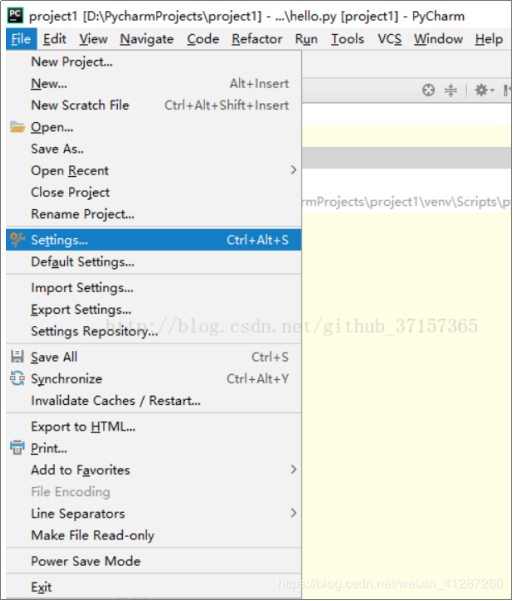 project1 [D:\PycharmProjects\project1] - ...\hello.py [project1] - PyCharm
File Edit View Navigate Code Refactor Run Tools VCS Window Help
New Project...
New... Alt+Insert
New Scratch File Ctrl+Alt+Shift+Insert
Open...
Save As..
Open Recent
Close Project
Rename Project...
rmProjects\project1\venv\Scripts\p
Settings... Ctrl+Alt+S
Default Settings...
Import Settings...
Export Settings...
http://blog.csdn.net/github_37157365
Settings Repository...
Save All Ctrl+S
Synchronize Ctrl+Alt+Y
Invalidate Caches / Restart...
Export to HTML...
Print...
Add to Favorites
File Encoding
Line Separators
Make File Read-only
Power Save Mode
Exit
https://blog.csdn.net/weixin_41287260